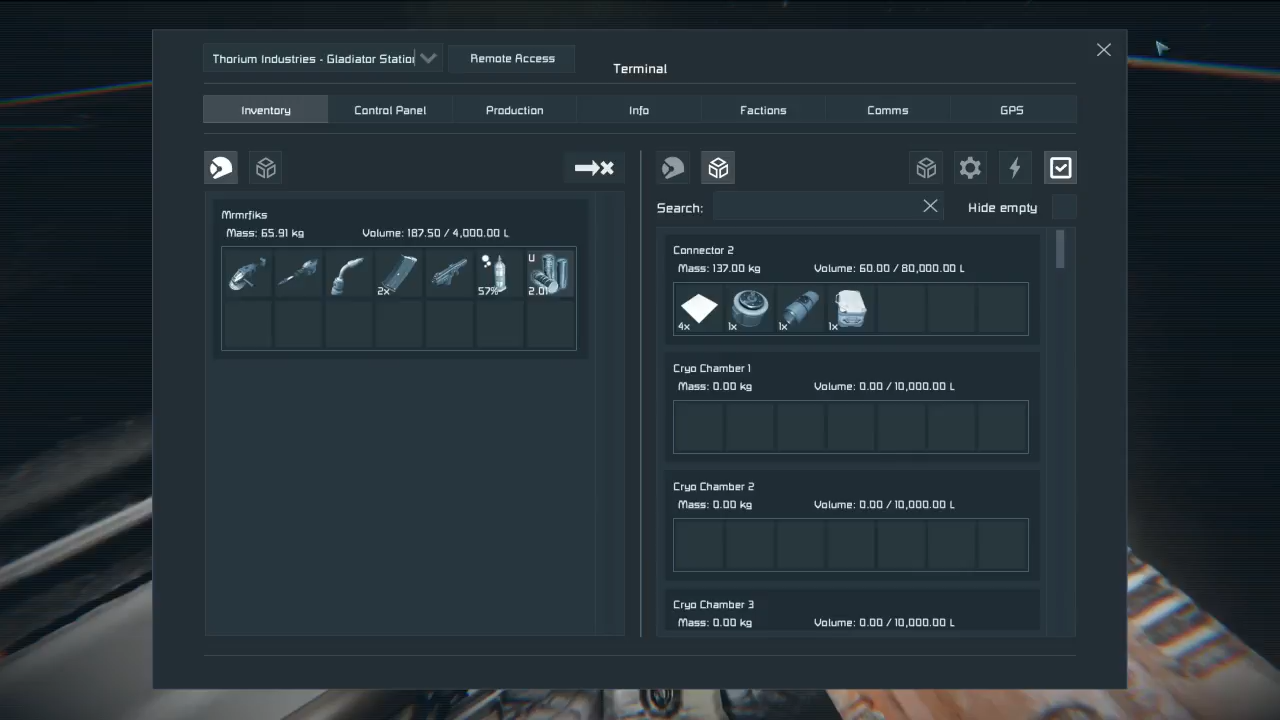 Thorium Industries - Gladiator Station
Remote Access
Terminal
Inventory
Control Panel
Production
Info
Factions
Comms
GPS
Search:
Hide empty
Mrmrfiks
Mass: 65.91 kg
Volume: 187.50 / 4,000.00 L
2x
57%
U
2.01
Connector 2
Mass: 137.00 kg
Volume: 60.00 / 80,000.00 L
4x
1x
1x
1x
Cryo Chamber 1
Mass: 0.00 kg
Volume: 0.00 / 10,000.00 L
Cryo Chamber 2
Mass: 0.00 kg
Volume: 0.00 / 10,000.00 L
Cryo Chamber 3
Mass: 0.00 kg
Volume: 0.00 / 10,000.00 L